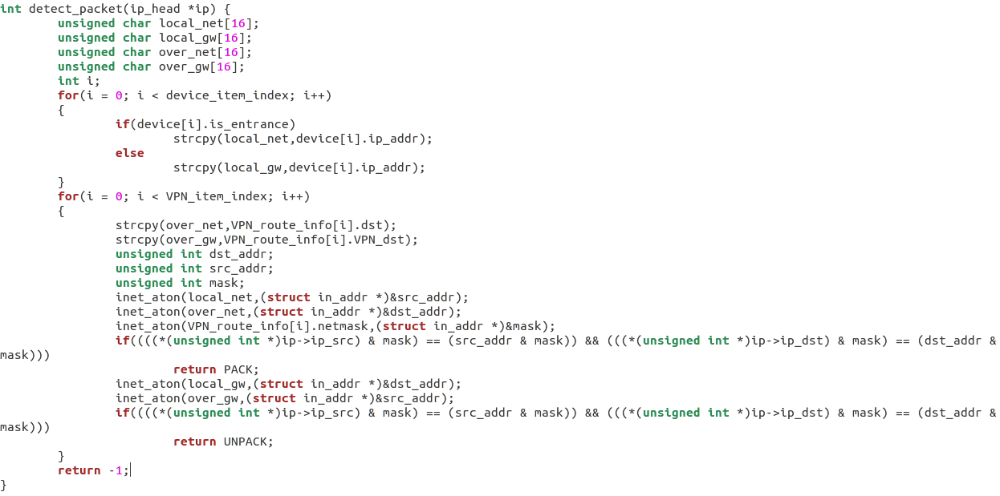 int detect_packet(ip_head *ip) {
        unsigned char local_net[16];
        unsigned char local_gw[16];
        unsigned char over_net[16];
        unsigned char over_gw[16];
        int i;
        for(i = 0; i < device_item_index; i++)
        {
                if(device[i].is_entrance)
                        strcpy(local_net,device[i].ip_addr);
                else
                        strcpy(local_gw,device[i].ip_addr);
        }
        for(i = 0; i < VPN_item_index; i++)
        {
                strcpy(over_net,VPN_route_info[i].dst);
                strcpy(over_gw,VPN_route_info[i].VPN_dst);
                unsigned int dst_addr;
                unsigned int src_addr;
                unsigned int mask;
                inet_aton(local_net,(struct in_addr *)&src_addr);
                inet_aton(over_net,(struct in_addr *)&dst_addr);
                inet_aton(VPN_route_info[i].netmask,(struct in_addr *)&mask);
                if((((*(unsigned int *)ip->ip_src) & mask) == (src_addr & mask)) && (((*(unsigned int *)ip->ip_dst) & mask) == (dst_addr &
mask)))
                        return PACK;
                inet_aton(local_gw,(struct in_addr *)&dst_addr);
                inet_aton(over_gw,(struct in_addr *)&src_addr);
                if((((*(unsigned int *)ip->ip_src) & mask) == (src_addr & mask)) && (((*(unsigned int *)ip->ip_dst) & mask) == (dst_addr &
mask)))
                        return UNPACK;
        }
        return -1;
}